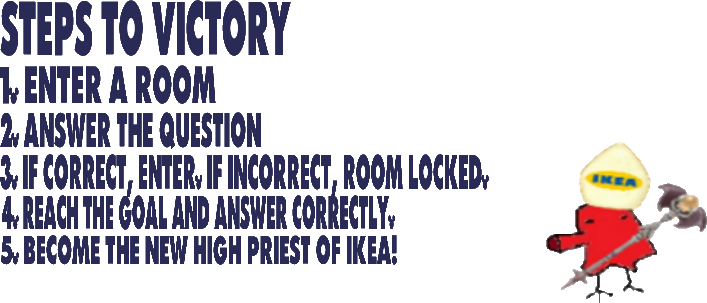 STEPS TO VICTORY
1. ENTER A ROOM
2. ANSWER THE QUESTION
3. IF CORRECT, ENTER. IF INCORRECT, ROOM LOCKED.
4. REACH THE GOAL AND ANSWER CORRECTLY.
5. BECOME THE NEW HIGH PRIEST OF IKEA!
IKEA